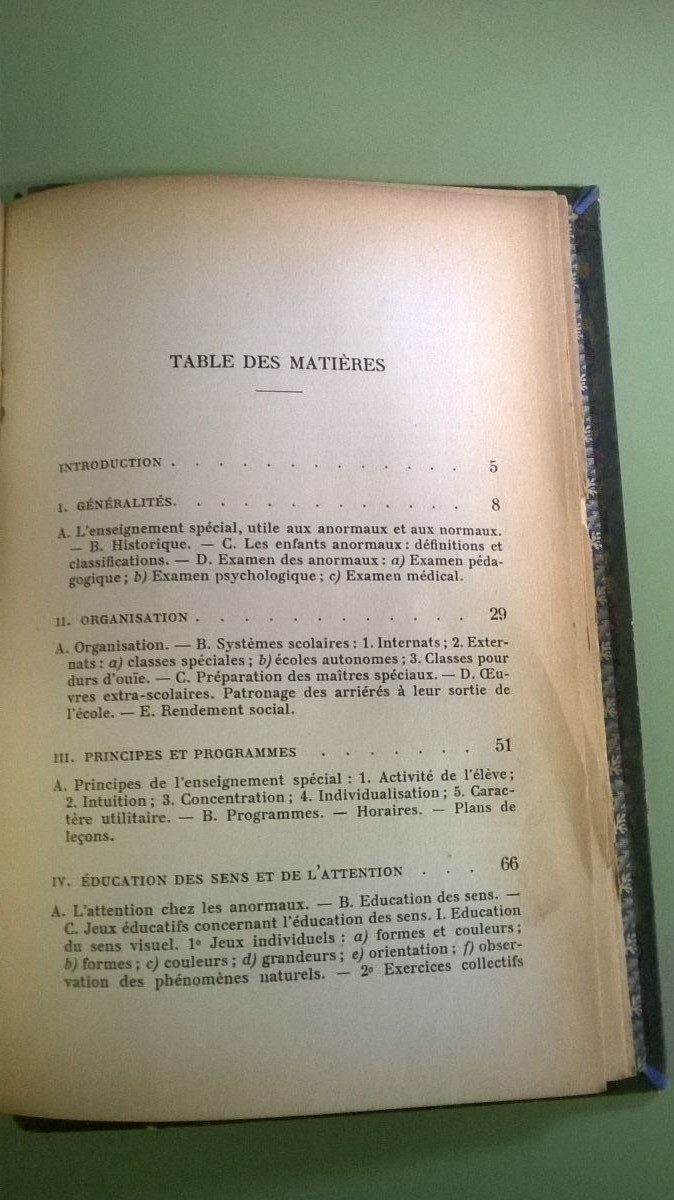 TABLE DES MATIÈRES
INTRODUCTION . . . . . . . . . . . . . 5
I. GÉNÉRALITÉS. . . . . . . . . . . . . 8
A. L'enseignement spécial, utile aux anormaux et aux normaux.
— B. Historique. — C. Les enfants anormaux : définitions et
classifications. — D. Examen des anormaux : a) Examen péda-
gogique ; b) Examen psychologique ; c) Examen médical.
II. ORGANISATION . . . . . . . . . . . . 29
A. Organisation. — B. Systèmes scolaires : 1. Internats ; 2. Exter-
nats : a) classes spéciales ; b) écoles autonomes ; 3. Classes pour
durs d'ouïe. — C. Préparation des maîtres spéciaux. — D. Œu-
vres extra-scolaires. Patronage des arriérés à leur sortie de
l'école. — E. Rendement social.
III. PRINCIPES ET PROGRAMMES . . . . . . . 51
A. Principes de l'enseignement spécial : 1. Activité de l'élève ;
2. Intuition ; 3. Concentration ; 4. Individualisation ; 5. Carac-
tère utilitaire. — B. Programmes. — Horaires. — Plans de
leçons.
IV. ÉDUCATION DES SENS ET DE L'ATTENTION . . . 66
A. L'attention chez les anormaux. — B. Education des sens. —
C. Jeux éducatifs concernant l'éducation des sens. I. Education
du sens visuel. 1º Jeux individuels : a) formes et couleurs ;
b) formes ; c) couleurs ; d) grandeurs ; e) orientation ; f) obser-
vation des phénomènes naturels. — 2º Exercices collectifs